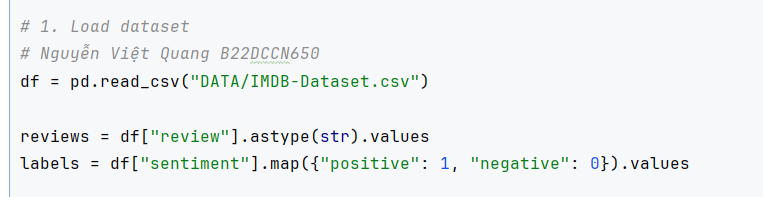 # 1. Load dataset
# Nguyễn Việt Quang B22DCCN650
df = pd.read_csv("DATA/IMDB-Dataset.csv")
reviews = df["review"].astype(str).values
labels = df["sentiment"].map({"positive": 1, "negative": 0}).values